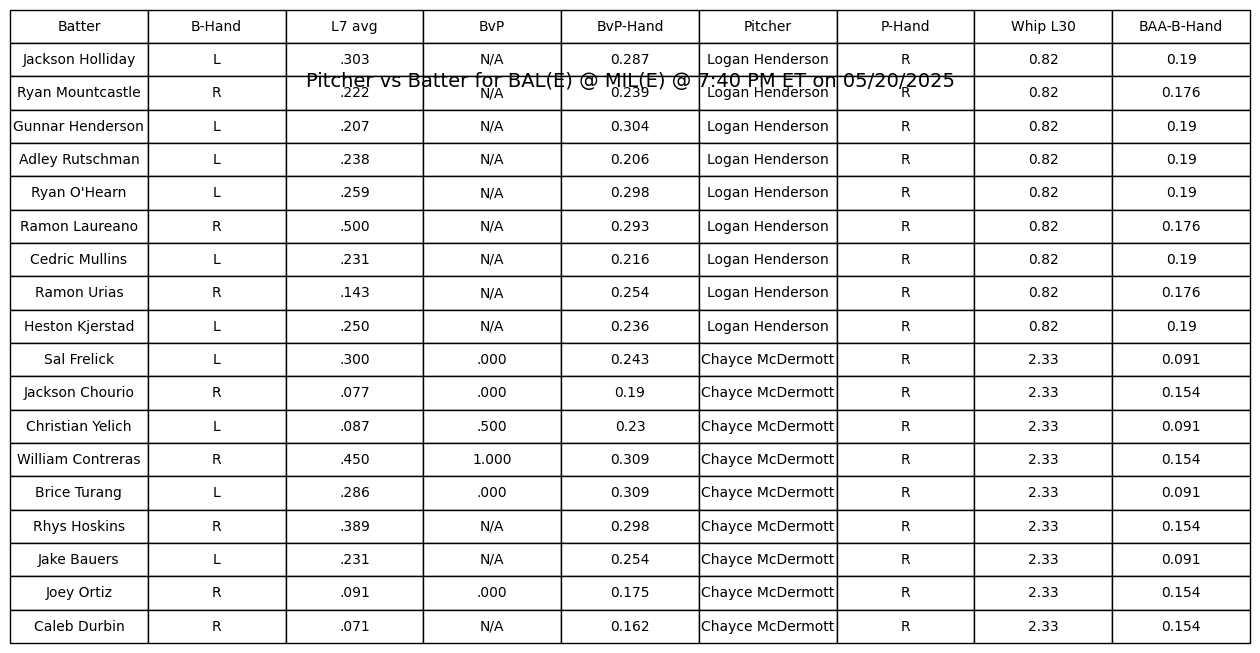 Batter B-Hand L7 avg BvP BvP-Hand Pitcher P-Hand Whip L30 BAA-B-Hand
Jackson Holliday L .303 N/A 0.287 Logan Henderson R 0.82 0.19
Pitcher vs Batter for BAL(E) @ MIL(E) @ 7:40 PM ET on 05/20/2025
Ryan Mountcastle R .222 N/A 0.239 Logan Henderson R 0.82 0.176
Gunnar Henderson L .207 N/A 0.304 Logan Henderson R 0.82 0.19
Adley Rutschman L .238 N/A 0.206 Logan Henderson R 0.82 0.19
Ryan O'Hearn L .259 N/A 0.298 Logan Henderson R 0.82 0.19
Ramon Laureano R .500 N/A 0.293 Logan Henderson R 0.82 0.176
Cedric Mullins L .231 N/A 0.216 Logan Henderson R 0.82 0.19
Ramon Urias R .143 N/A 0.254 Logan Henderson R 0.82 0.176
Heston Kjerstad L .250 N/A 0.236 Logan Henderson R 0.82 0.19
Sal Frelick L .300 .000 0.243 Chayce McDermott R 2.33 0.091
Jackson Chourio R .077 .000 0.19 Chayce McDermott R 2.33 0.154
Christian Yelich L .087 .500 0.23 Chayce McDermott R 2.33 0.091
William Contreras R .450 1.000 0.309 Chayce McDermott R 2.33 0.154
Brice Turang L .286 .000 0.309 Chayce McDermott R 2.33 0.091
Rhys Hoskins R .389 N/A 0.298 Chayce McDermott R 2.33 0.154
Jake Bauers L .231 N/A 0.254 Chayce McDermott R 2.33 0.091
Joey Ortiz R .091 .000 0.175 Chayce McDermott R 2.33 0.154
Caleb Durbin R .071 N/A 0.162 Chayce McDermott R 2.33 0.154